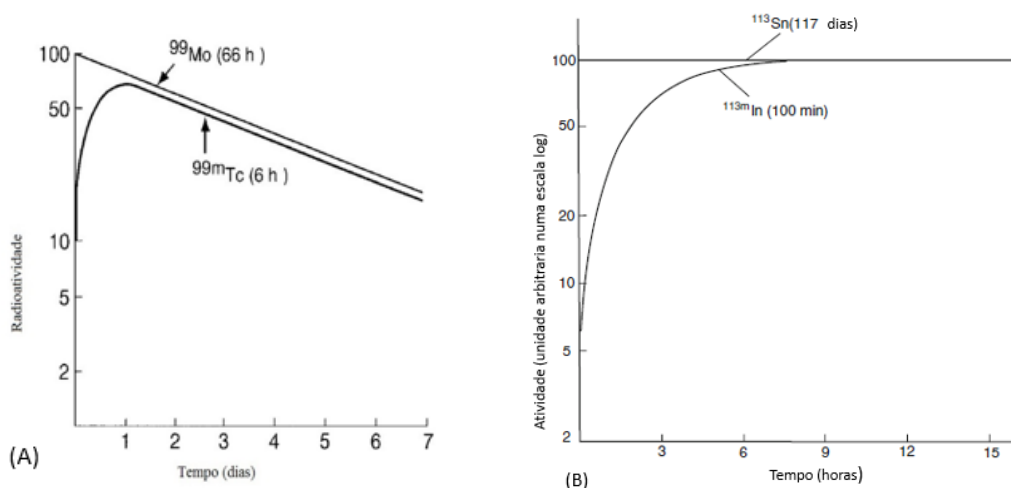 100
50
10
5
2
Radioatividade
⁹⁹Mo (66 h)
99mTc (6 h)
1 2 3 4 5 6 7
Tempo (dias)
(A)
¹¹³Sn(117 dias)
¹¹³ᵐIn (100 min)
100
50
20
10
5
2
Atividade (unidade arbitraria numa escala log)
3 6 9 12 15
Tempo (horas)
(B)